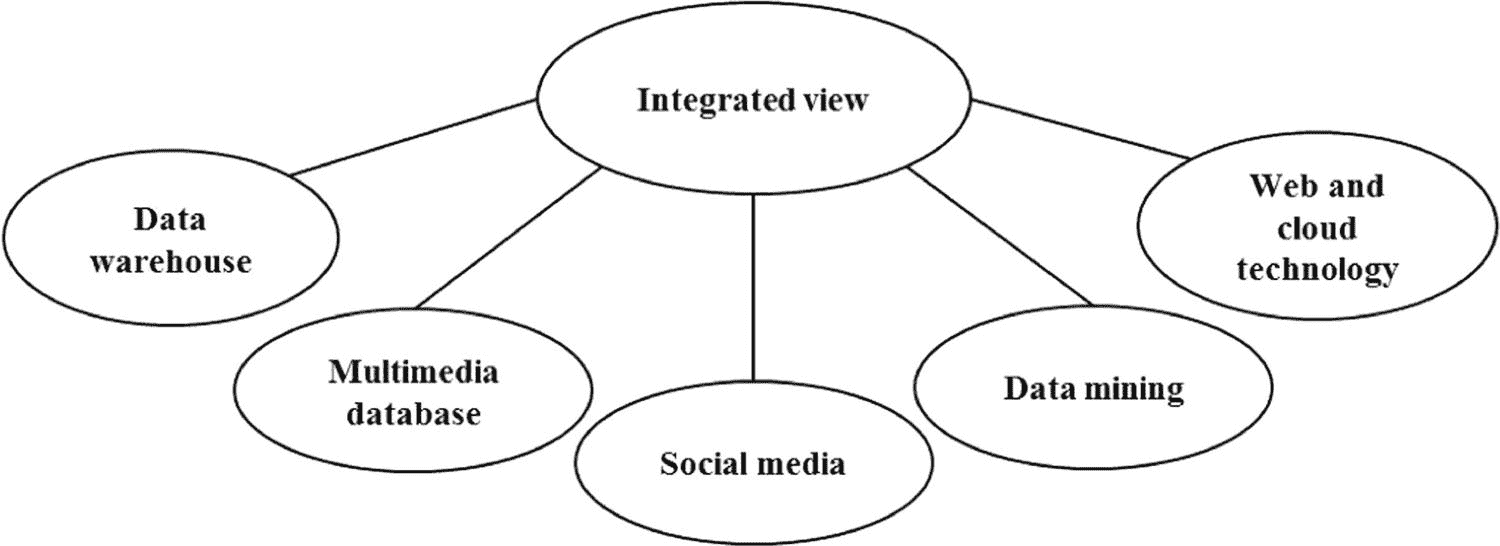 Integrated view
Data
warehouse
Multimedia
database
Social media
Data mining
Web and
cloud
technology